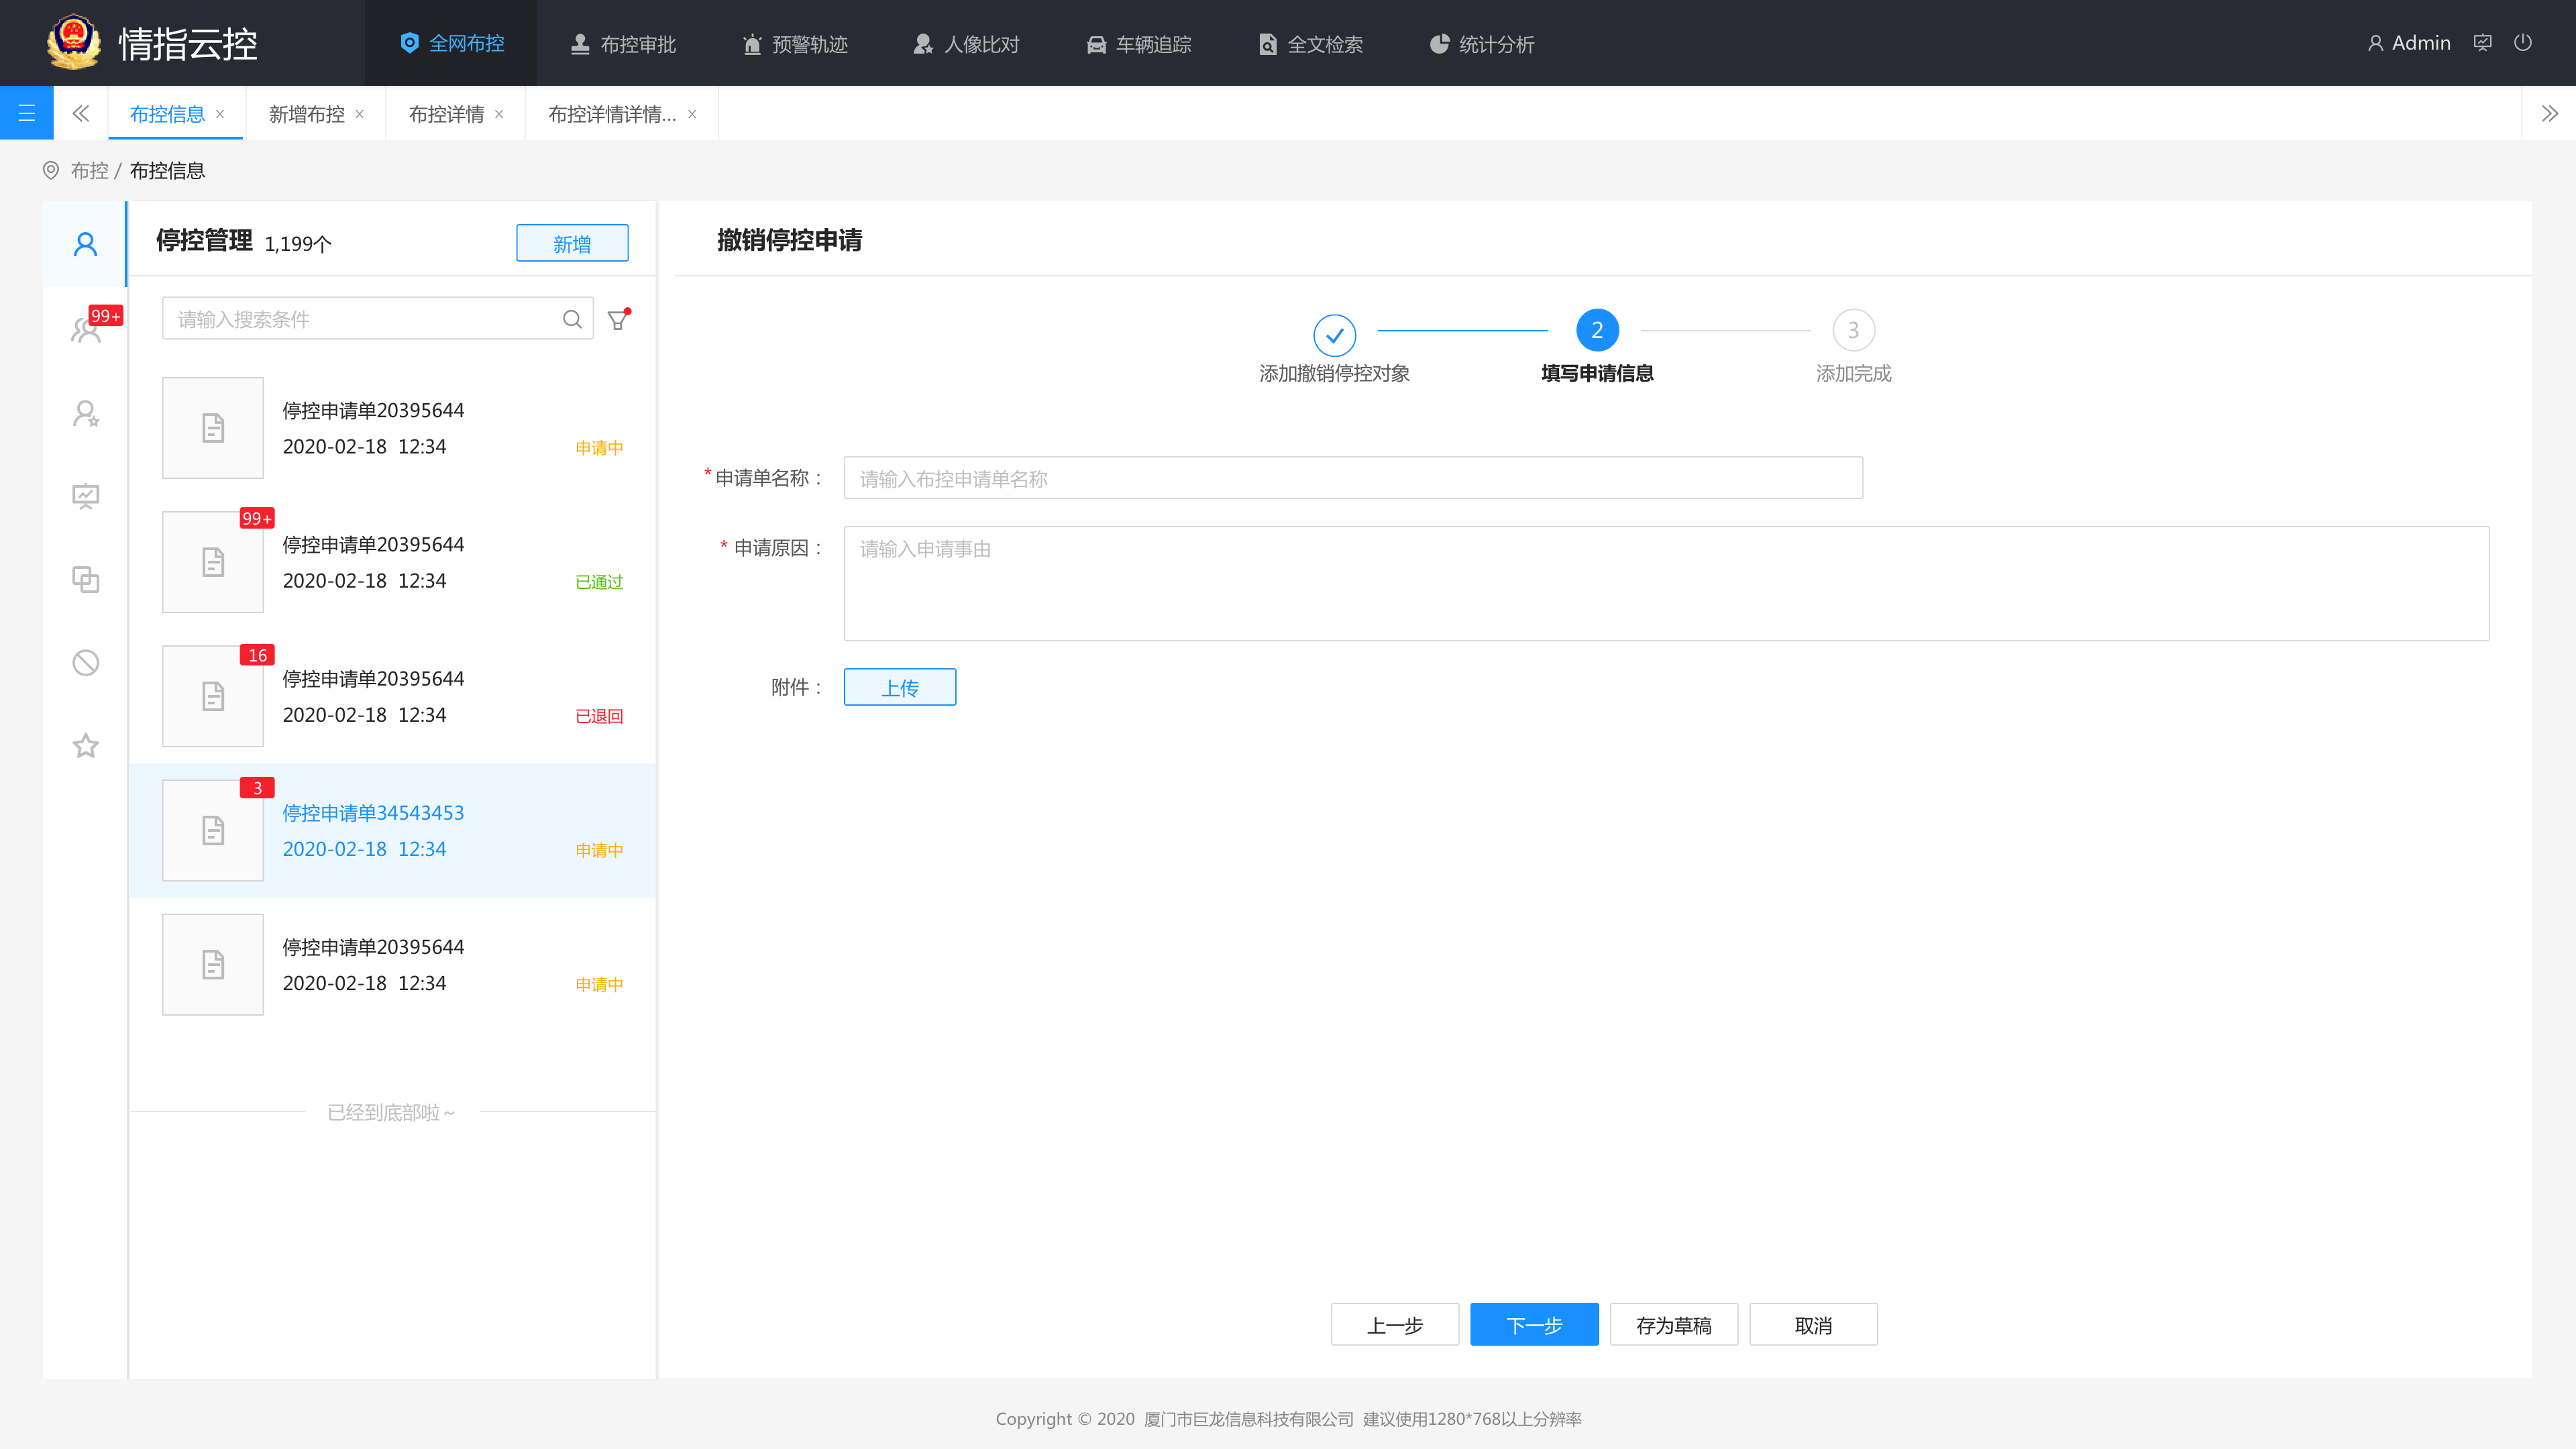 情指云控
全网布控
布控审批
预警轨迹
人像比对
车辆追踪
全文检索
统计分析
Admin
布控信息 ×
新增布控 ×
布控详情 ×
布控详情详情... ×
布控 / 布控信息
停控管理 1,199个
新增
撤销停控申请
99+
请输入搜索条件
2
3
添加撤销停控对象
填写申请信息
添加完成
停控申请单20395644
2020-02-18 12:34
申请中
99+
停控申请单20395644
2020-02-18 12:34
已通过
16
停控申请单20395644
2020-02-18 12:34
已退回
3
停控申请单34543453
2020-02-18 12:34
申请中
停控申请单20395644
2020-02-18 12:34
申请中
已经到底部啦~
* 申请单名称：
请输入布控申请单名称
* 申请原因：
请输入申请事由
附件：
上传
上一步
下一步
存为草稿
取消
Copyright © 2020 厦门市巨龙信息科技有限公司 建议使用1280*768以上分辨率